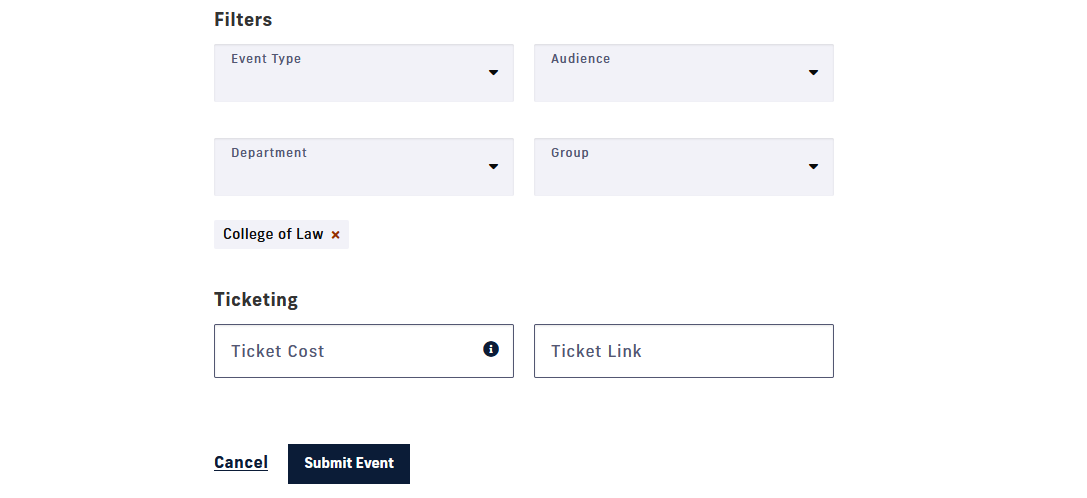 Filters
Event Type
Audience
Department
Group
College of Law ×
Ticketing
Ticket Cost
Ticket Link
Cancel
Submit Event